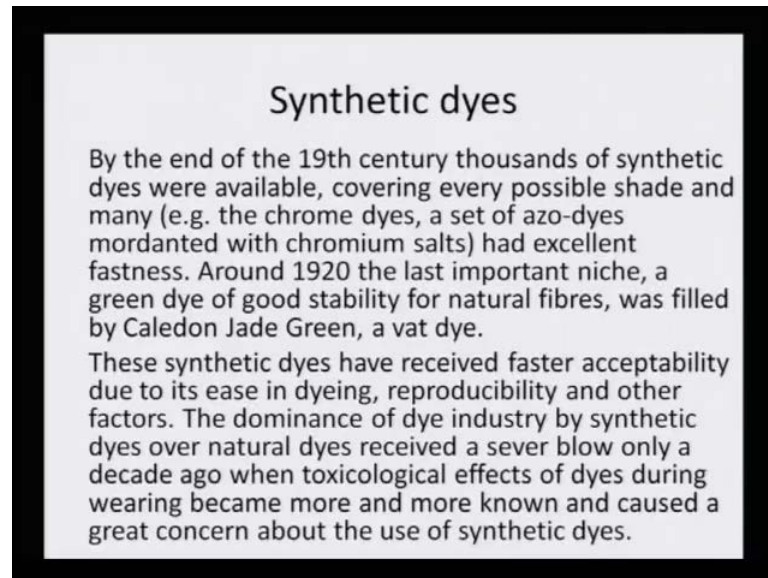 Synthetic dyes
By the end of the 19th century thousands of synthetic
dyes were available, covering every possible shade and
many (e.g. the chrome dyes, a set of azo-dyes
mordanted with chromium salts) had excellent
fastness. Around 1920 the last important niche, a
green dye of good stability for natural fibres, was filled
by Caledon Jade Green, a vat dye.
These synthetic dyes have received faster acceptability
due to its ease in dyeing, reproducibility and other
factors. The dominance of dye industry by synthetic
dyes over natural dyes received a sever blow only a
decade ago when toxicological effects of dyes during
wearing became more and more known and caused a
great concern about the use of synthetic dyes.